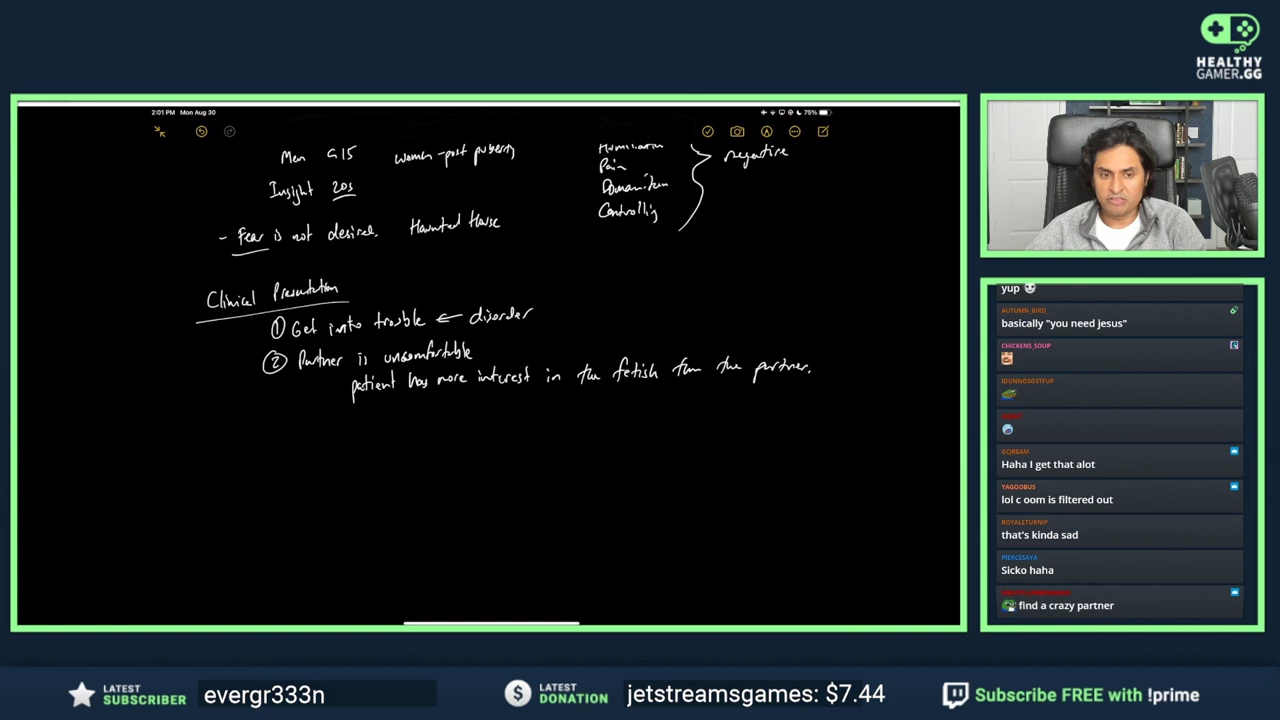 HEALTHY
GAMER.GG
2:01 PM Mon Aug 30
75%
Men ≤15 women - post puberty
Insight 20s
- Fear is not desired. Haunted House
Pain
Controlling
negative
Clinical Presentation
① Get into trouble ← disorder
② Partner is uncomfortable
patient has more interest in the fetish than the partner.
yup
AUTUMN_BIRD_
basically "you need jesus"
CHICKENS_SOUP
IDUNNOSOSTFUP
GCJREAM
Haha I get that alot
YAGOOBUS
lol c oom is filtered out
ROYALETURNIP
that's kinda sad
PIERCESAYA
Sicko haha
find a crazy partner
LATEST
SUBSCRIBER
evergr333n
LATEST
DONATION
jetstreamsgames: $7.44
Subscribe FREE with !prime